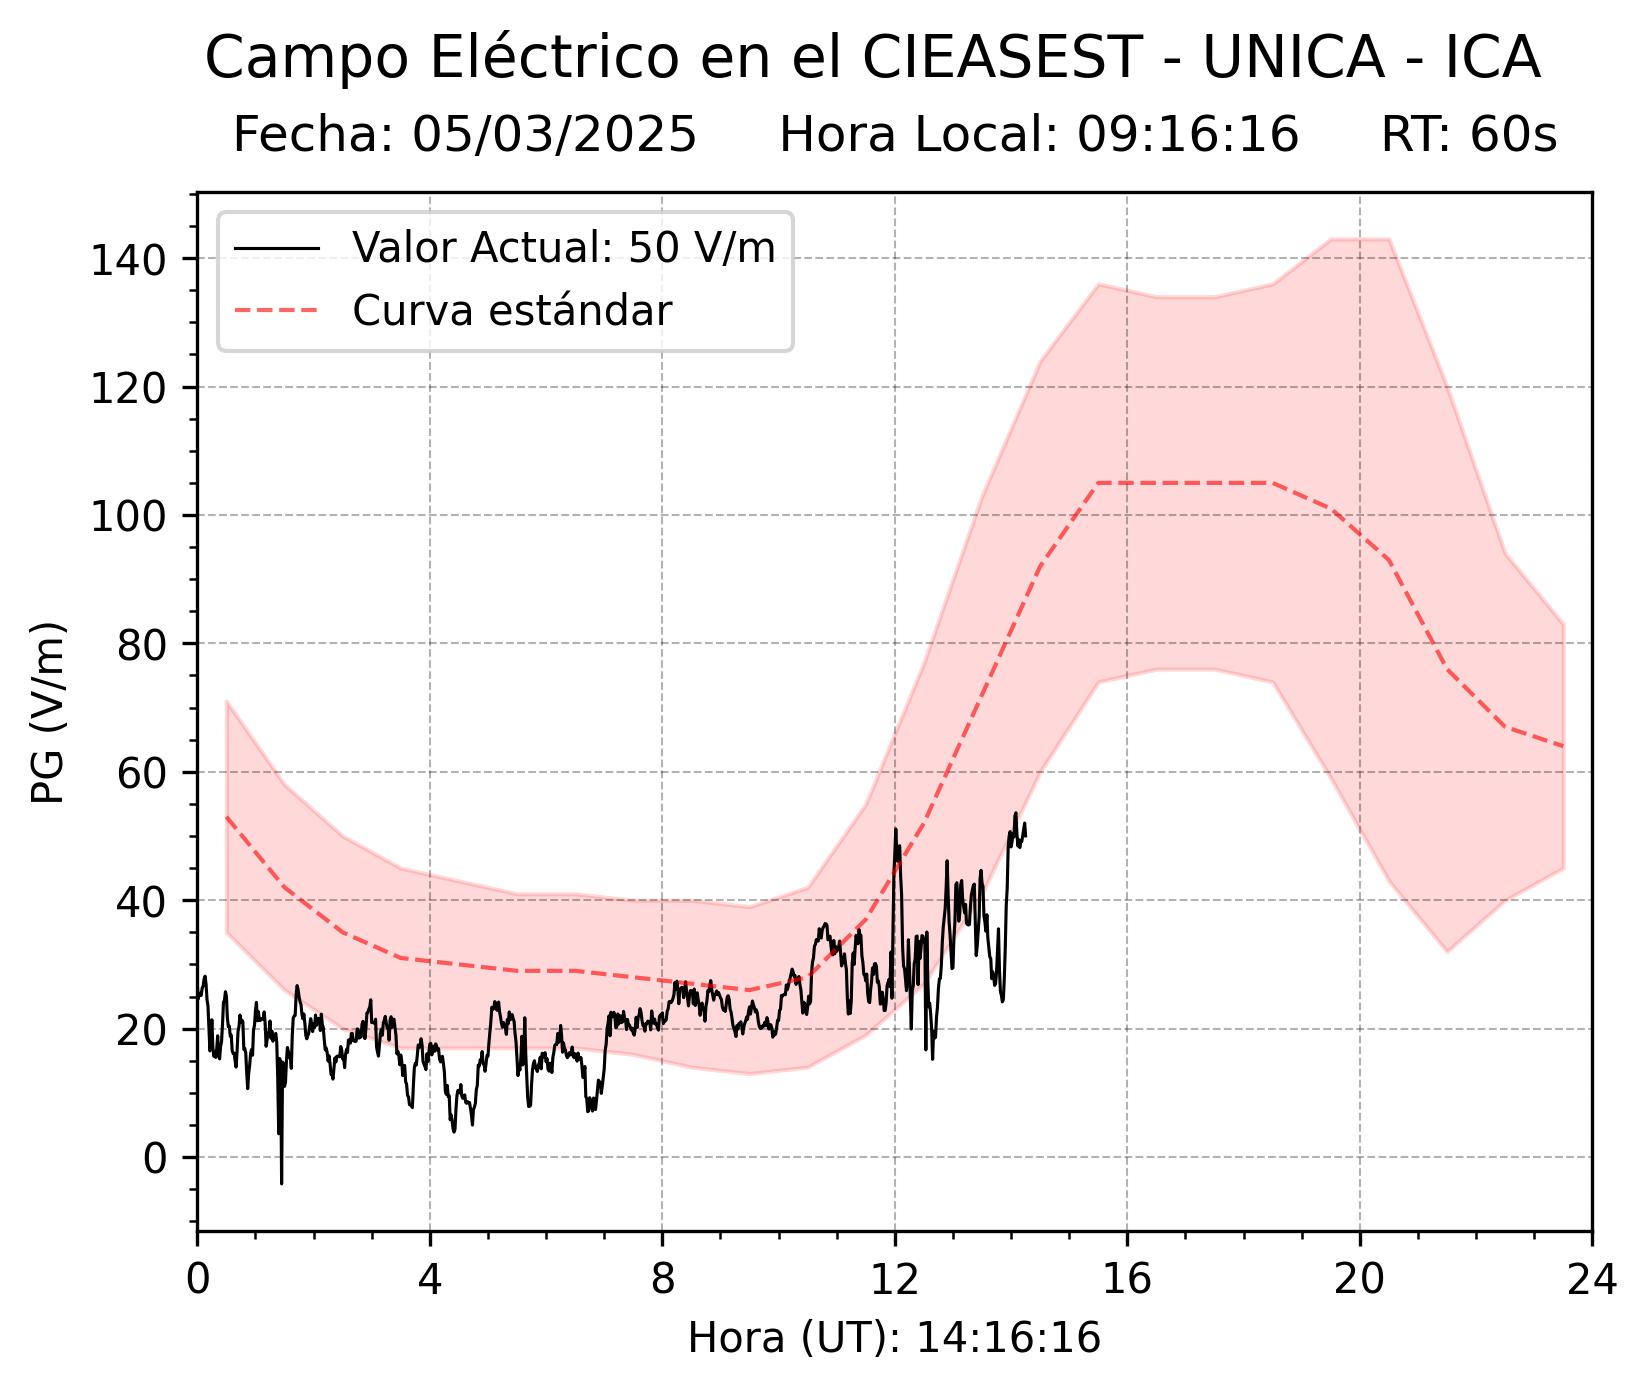 Campo Eléctrico en el CIEASEST - UNICA - ICA
Fecha: 05/03/2025 Hora Local: 09:16:16 RT: 60s
Valor Actual: 50 V/m
Curva estándar
PG (V/m)
140
120
100
80
60
40
20
0
0 4 8 12 16 20 24
Hora (UT): 14:16:16